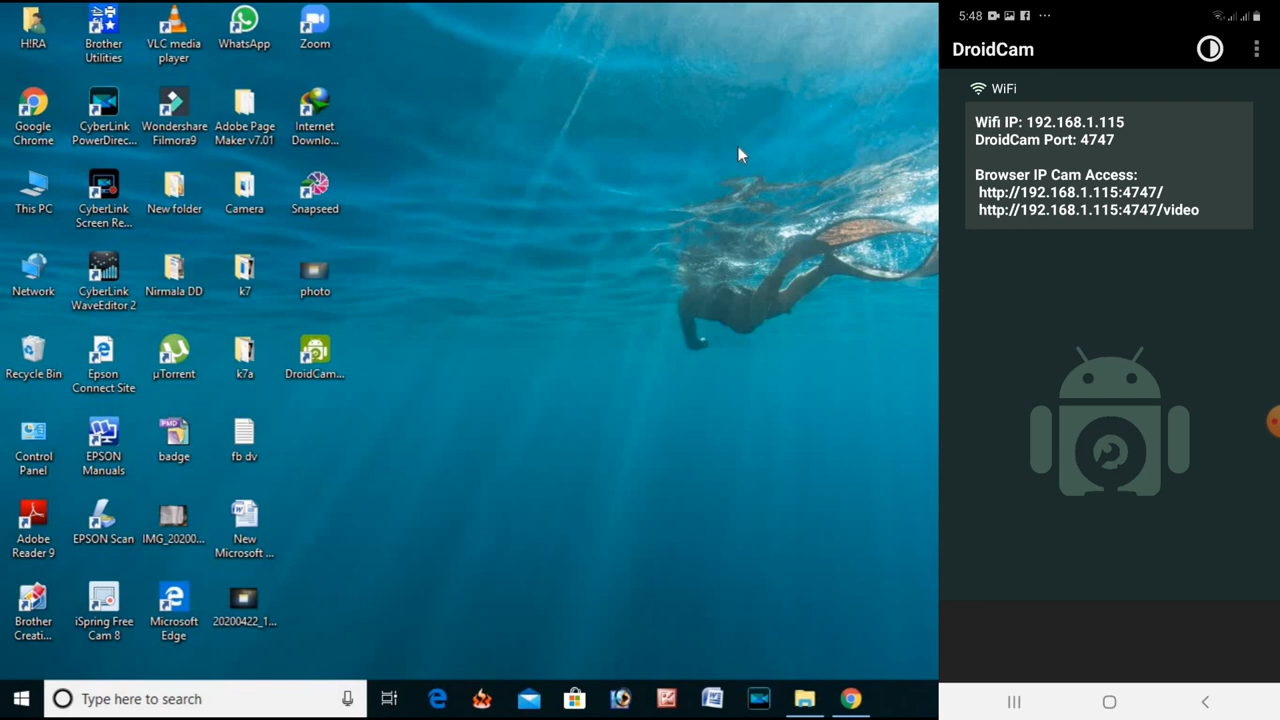 H!RA
Brother
Utilities
VLC media
player
WhatsApp
Zoom
Google
Chrome
CyberLink
PowerDirec...
Wondershare
Filmora9
Adobe Page
Maker v7.01
Internet
Downlo...
This PC
CyberLink
Screen Re...
New folder
Camera
Snapseed
Network
CyberLink
WaveEditor 2
Nirmala DD
k7
photo
Recycle Bin
Epson
Connect Site
µTorrent
k7a
DroidCam...
Control
Panel
EPSON
Manuals
PMD
badge
fb dv
Adobe
Reader 9
EPSON Scan
IMG_20200...
New
Microsoft ...
Brother
Creati...
iSpring Free
Cam 8
Microsoft
Edge
20200422_1...
Type here to search
5:48
DroidCam
WiFi
Wifi IP: 192.168.1.115
DroidCam Port: 4747
Browser IP Cam Access:
http://192.168.1.115:4747/
http://192.168.1.115:4747/video